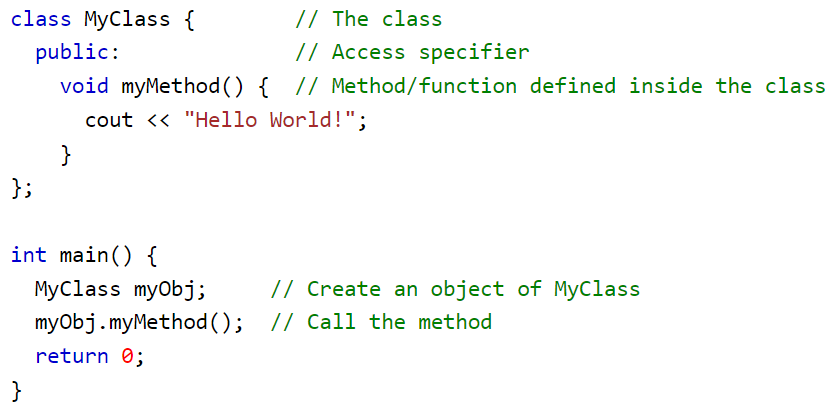 class MyClass {        // The class
  public:              // Access specifier
    void myMethod() {  // Method/function defined inside the class
      cout << "Hello World!";
    }
};

int main() {
  MyClass myObj;     // Create an object of MyClass
  myObj.myMethod();  // Call the method
  return 0;
}